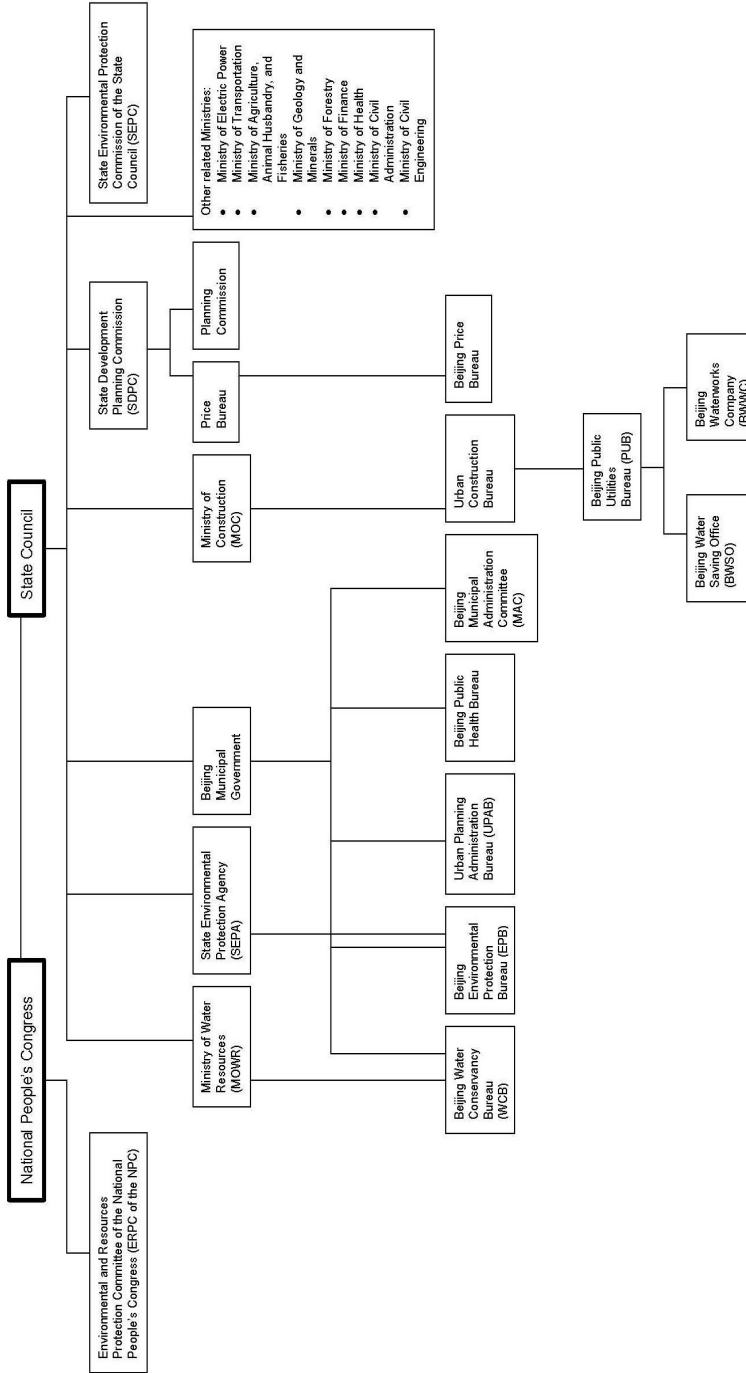 National People's Congress
State Council
Environmental and Resources
Protection Committee of the National
People's Congress (ERPC of the NPC)
State Development
Planning Commission
(SDPC)
State Environmental Protection
Commission of the State
Council (SEPC)
Ministry of Water
Resources
(MOWR)
State Environmental
Protection Agency
(SEPA)
Beijing
Municipal
Government
Ministry of
Construction
(MOC)
Price
Bureau
Planning
Commission
Other related Ministries:
• Ministry of Electric Power
• Ministry of Transportation
• Ministry of Agriculture,
Animal Husbandry, and
Fisheries
• Ministry of Geology and
Minerals
• Ministry of Forestry
• Ministry of Finance
• Ministry of Health
• Ministry of Civil
Administration
• Ministry of Civil
Engineering
Beijing Water
Conservancy
Bureau
(WCB)
Beijing
Environmental
Protection
Bureau (EPB)
Urban Planning
Administration
Bureau (UPAB)
Beijing Public
Health Bureau
Beijing
Municipal
Administration
Committee
(MAC)
Urban
Construction
Bureau
Beijing Price
Bureau
Beijing Public
Utilities
Bureau (PUB)
Beijing Water
Saving Office
(BWSO)
Beijing
Waterworks
Company
(BWWC)